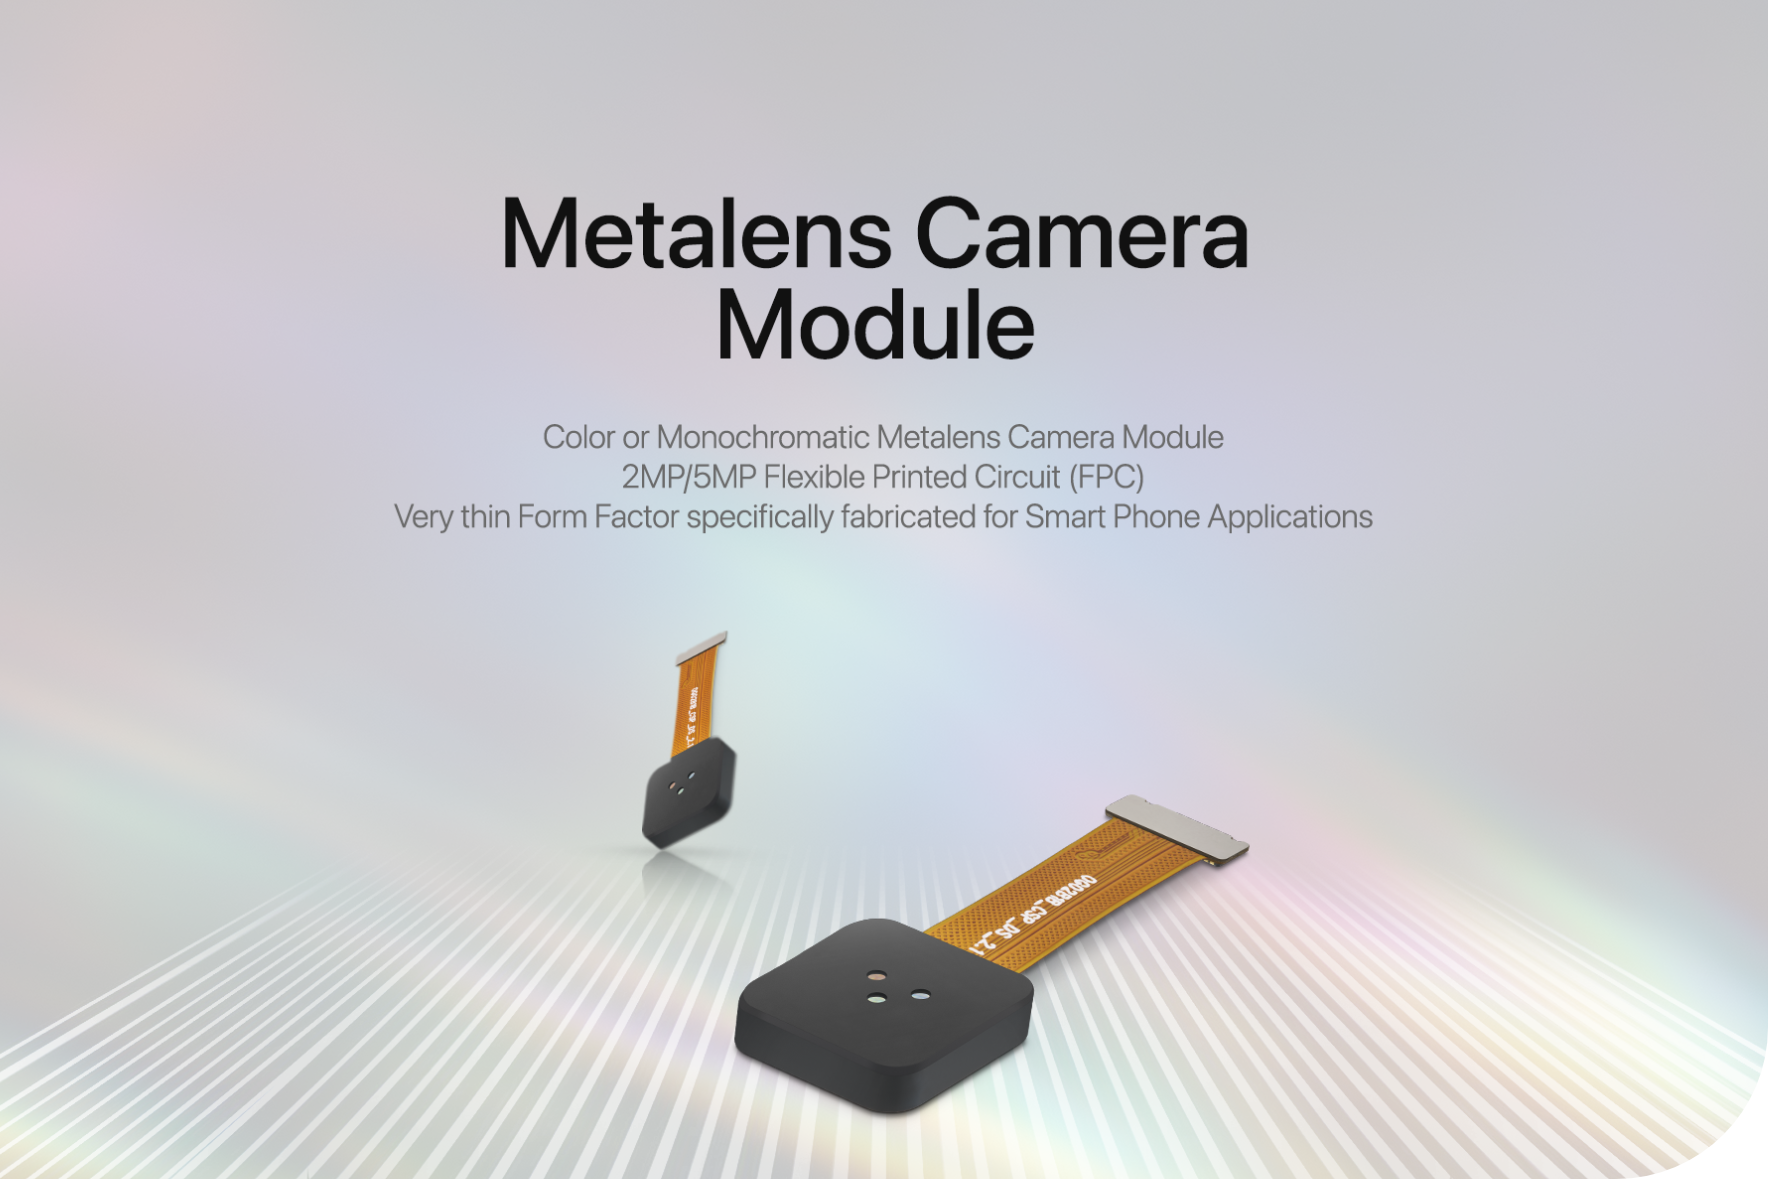 Metalens Camera
Module
Color or Monochromatic Metalens Camera Module
2MP/5MP Flexible Printed Circuit (FPC)
Very thin Form Factor specifically fabricated for Smart Phone Applications